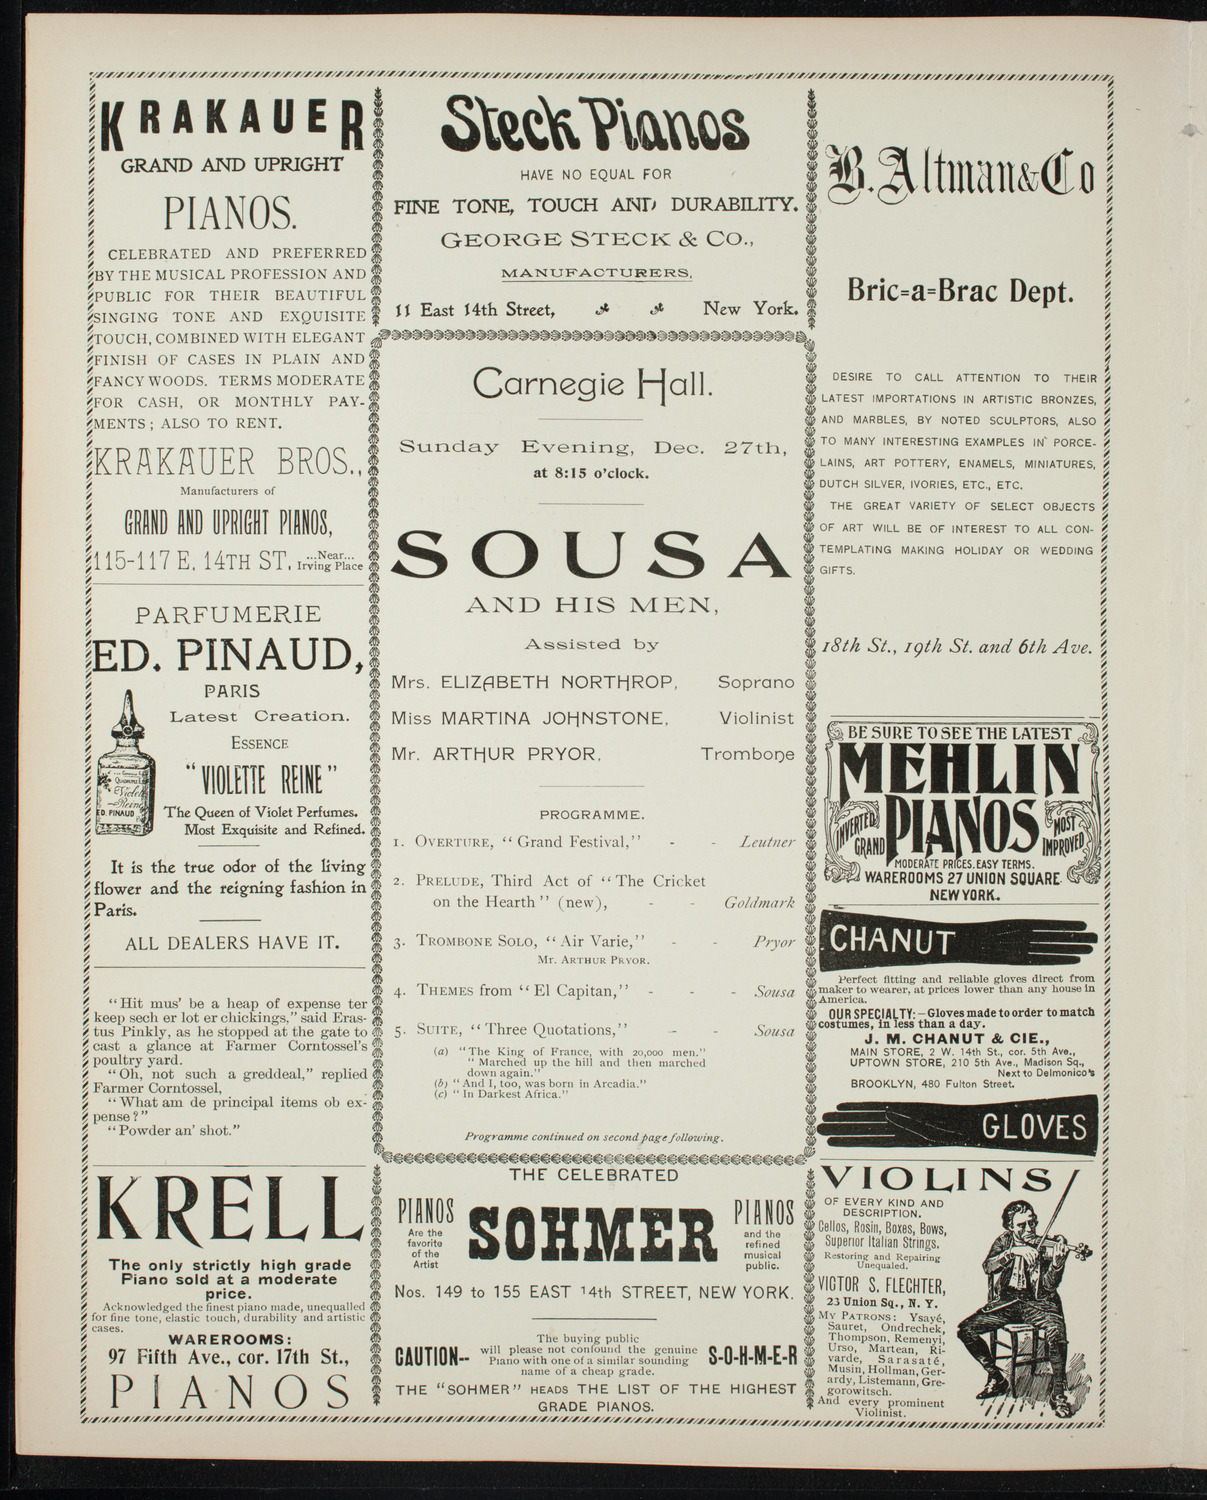 KRAKAUER
GRAND AND UPRIGHT
PIANOS.
CELEBRATED AND PREFERRED
BY THE MUSICAL PROFESSION AND
PUBLIC FOR THEIR BEAUTIFUL
SINGING TONE AND EXQUISITE
TOUCH, COMBINED WITH ELEGANT
FINISH OF CASES IN PLAIN AND
FANCY WOODS. TERMS MODERATE
FOR CASH, OR MONTHLY PAY-
MENTS; ALSO TO RENT.
KRAKAUER BROS.,
Manufacturers of
GRAND AND UPRIGHT PIANOS,
115-117 E. 14TH ST., ...Near... Irving Place
PARFUMERIE
ED. PINAUD,
PARIS
Latest Creation.
ESSENCE
"VIOLETTE REINE"
The Queen of Violet Perfumes.
Most Exquisite and Refined.
Violet
Reine
ED. PINAUD
It is the true odor of the living
flower and the reigning fashion in
Paris.
ALL DEALERS HAVE IT.
"Hit mus' be a heap of expense ter
keep sech er lot er chickings," said Eras-
tus Pinkly, as he stopped at the gate to
cast a glance at Farmer Corntossel's
poultry yard.
"Oh, not such a greddeal," replied
Farmer Corntossel,
"What am de principal items ob ex-
pense?"
"Powder an' shot."
KRELL
The only strictly high grade
Piano sold at a moderate
price.
Acknowledged the finest piano made, unequalled
for fine tone, elastic touch, durability and artistic
cases.
WAREROOMS:
97 Fifth Ave., cor. 17th St.,
PIANOS
Steck Pianos
HAVE NO EQUAL FOR
FINE TONE, TOUCH AND DURABILITY.
GEORGE STECK & CO.,
MANUFACTURERS,
11 East 14th Street, New York.
Carnegie Hall.
Sunday Evening, Dec. 27th,
at 8:15 o'clock.
SOUSA
AND HIS MEN,
Assisted by
Mrs. ELIZABETH NORTHROP, Soprano
Miss MARTINA JOHNSTONE, Violinist
Mr. ARTHUR PRYOR, Trombone
PROGRAMME.
1. OVERTURE, "Grand Festival," - - Leutner
2. PRELUDE, Third Act of "The Cricket
on the Hearth" (new), - - Goldmark
3. TROMBONE SOLO, "Air Varie," - - Pryor
MR. ARTHUR PRYOR.
4. THEMES from "El Capitan," - - - Sousa
5. SUITE, "Three Quotations," - - Sousa
(a) "The King of France, with 20,000 men."
"Marched up the hill and then marched
down again."
(b) "And I, too, was born in Arcadia."
(c) "In Darkest Africa."
Programme continued on second page following.
THE CELEBRATED
PIANOS
Are the
favorite
of the
Artist
SOHMER
PIANOS
and the
refined
musical
public.
Nos. 149 to 155 EAST 14th STREET, NEW YORK.
CAUTION--
The buying public
will please not confound the genuine
Piano with one of a similar sounding
name of a cheap grade.
S-O-H-M-E-R
THE "SOHMER" HEADS THE LIST OF THE HIGHEST
GRADE PIANOS.
B. Altman & Co
Bric=a=Brac Dept.
DESIRE TO CALL ATTENTION TO THEIR
LATEST IMPORTATIONS IN ARTISTIC BRONZES,
AND MARBLES, BY NOTED SCULPTORS, ALSO
TO MANY INTERESTING EXAMPLES IN PORCE-
LAINS, ART POTTERY, ENAMELS, MINIATURES,
DUTCH SILVER, IVORIES, ETC., ETC.
THE GREAT VARIETY OF SELECT OBJECTS
OF ART WILL BE OF INTEREST TO ALL CON-
TEMPLATING MAKING HOLIDAY OR WEDDING
GIFTS.
18th St., 19th St. and 6th Ave.
BE SURE TO SEE THE LATEST
MEHLIN
PIANOS
INVERTED
GRAND
MOST
IMPROVED
MODERATE PRICES. EASY TERMS.
WAREROOMS 27 UNION SQUARE
NEW YORK.
CHANUT
Perfect fitting and reliable gloves direct from
maker to wearer, at prices lower than any house in
America.
OUR SPECIALTY:—Gloves made to order to match
costumes, in less than a day.
J. M. CHANUT & CIE.,
MAIN STORE, 2 W. 14th St., cor. 5th Ave.,
UPTOWN STORE, 210 5th Ave., Madison Sq.,
Next to Delmonico's
BROOKLYN, 480 Fulton Street.
GLOVES
VIOLINS
OF EVERY KIND AND
DESCRIPTION.
Cellos, Rosin, Boxes, Bows,
Superior Italian Strings.
Restoring and Repairing
Unequaled.
VICTOR S. FLECHTER,
23 Union Sq., N. Y.
MY PATRONS: Ysayé,
Sauret, Ondrechek,
Thompson, Remenyi,
Urso, Martean, Ri-
varde, Sarasaté,
Musin, Hollman, Ger-
ardy, Listemann, Gre-
gorowitsch.
And every prominent
Violinist.